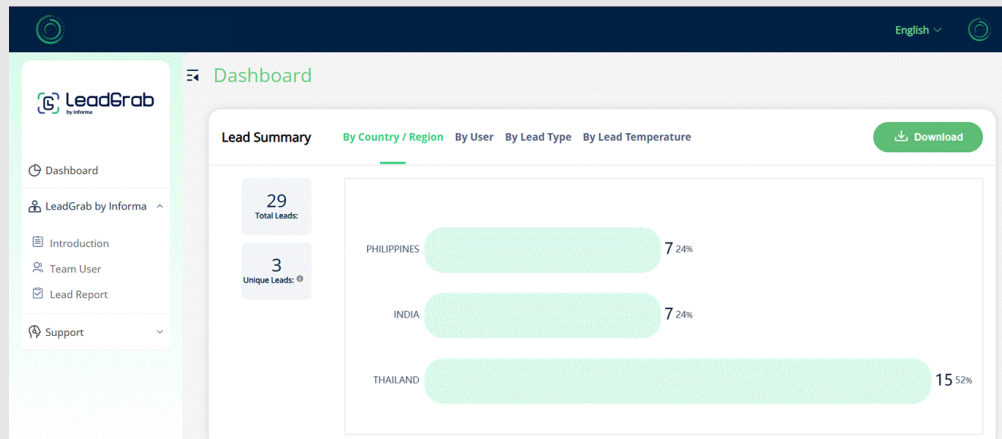 English
Dashboard
LeadGrab
by informa
Lead Summary
By Country / Region By User By Lead Type By Lead Temperature
Download
Dashboard
LeadGrab by Informa
Introduction
Team User
Lead Report
Support
29
Total Leads:
3
Unique Leads:
PHILIPPINES 7 24%
INDIA 7 24%
THAILAND 15 52%